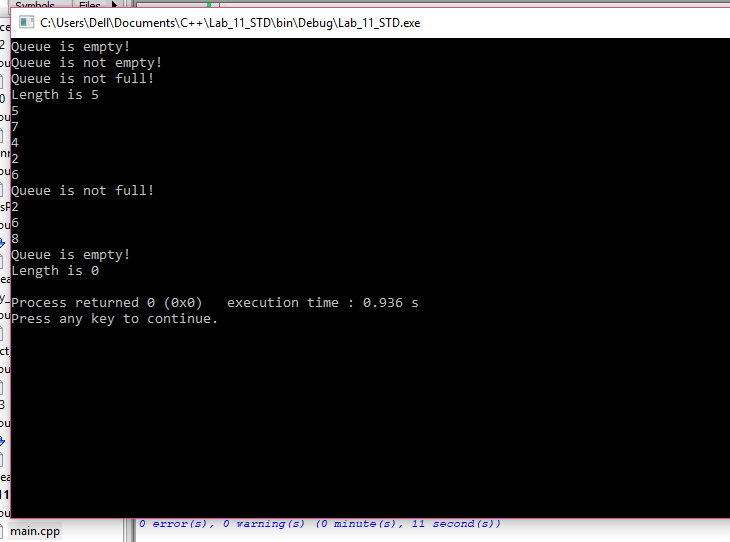 Symbols Files
C:\Users\Dell\Documents\C++\Lab_11_STD\bin\Debug\Lab_11_STD.exe
Queue is empty!
Queue is not empty!
Queue is not full!
Length is 5
5
7
4
2
6
Queue is not full!
2
6
8
Queue is empty!
Length is 0
Process returned 0 (0x0) execution time : 0.936 s
Press any key to continue.
0 error(s), 0 warning(s) (0 minute(s), 11 second(s))
main.cpp